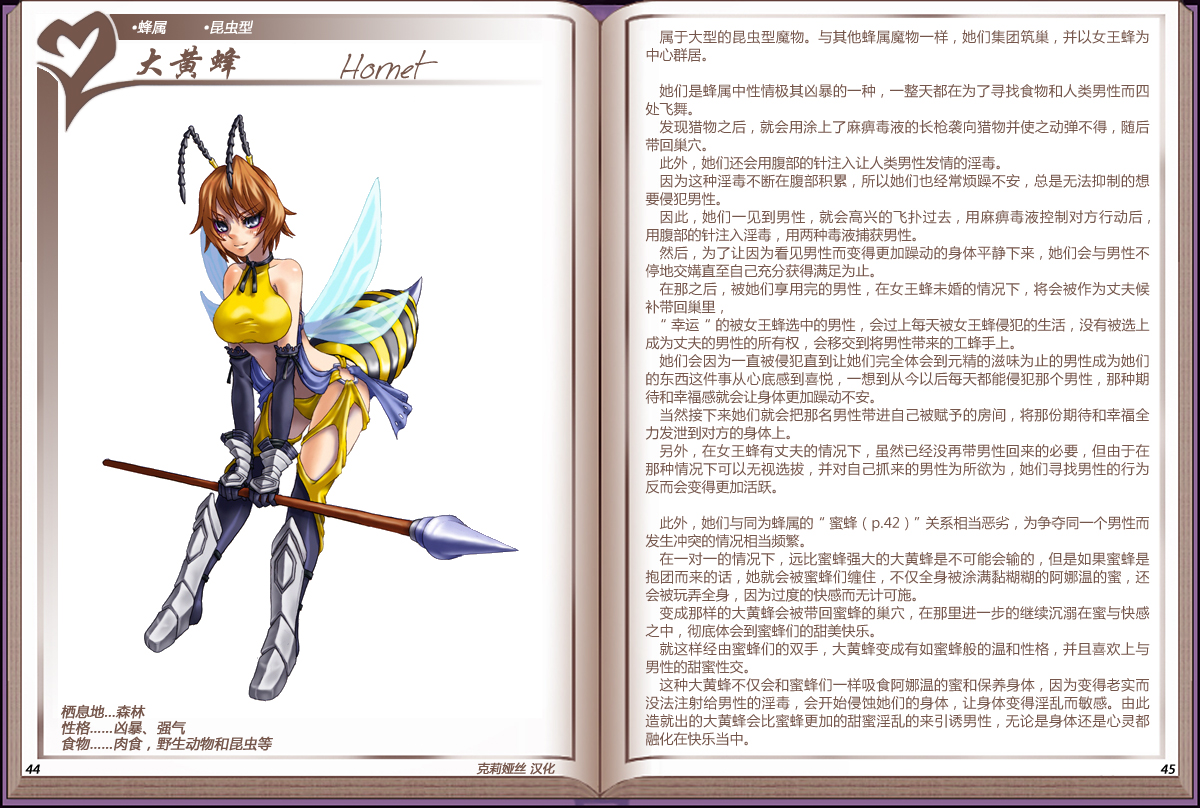 •蜂属 •昆虫型
大黄蜂 Hornet
栖息地...森林
性格......凶暴、强气
食物......肉食，野生动物和昆虫等
44
克莉娅丝 汉化
属于大型的昆虫型魔物。与其他蜂属魔物一样，她们集团筑巢，并以女王蜂为
中心群居。
她们是蜂属中性情极其凶暴的一种，一整天都在为了寻找食物和人类男性而四
处飞舞。
发现猎物之后，就会用涂上了麻痹毒液的长枪袭向猎物并使之动弹不得，随后
带回巢穴。
此外，她们还会用腹部的针注入让人类男性发情的淫毒。
因为这种淫毒不断在腹部积累，所以她们也经常烦躁不安，总是无法抑制的想
要侵犯男性。
因此，她们一见到男性，就会高兴的飞扑过去，用麻痹毒液控制对方行动后，
用腹部的针注入淫毒，用两种毒液捕获男性。
然后，为了让因为看见男性而变得更加躁动的身体平静下来，她们会与男性不
停地交媾直至自己充分获得满足为止。
在那之后，被她们享用完的男性，在女王蜂未婚的情况下，将会被作为丈夫候
补带回巢里，
＂ 幸运 ＂的被女王蜂选中的男性，会过上每天被女王蜂侵犯的生活，没有被选上
成为丈夫的男性的所有权，会移交到将男性带来的工蜂手上。
她们会因为一直被侵犯直到让她们完全体会到元精的滋味为止的男性成为她们
的东西这件事从心底感到喜悦，一想到从今以后每天都能侵犯那个男性，那种期
待和幸福感就会让身体更加躁动不安。
当然接下来她们就会把那名男性带进自己被赋予的房间，将那份期待和幸福全
力发泄到对方的身体上。
另外，在女王蜂有丈夫的情况下，虽然已经没再带男性回来的必要，但由于在
那种情况下可以无视选拔，并对自己抓来的男性为所欲为，她们寻找男性的行为
反而会变得更加活跃。
此外，她们与同为蜂属的＂ 蜜蜂（p.42）＂关系相当恶劣，为争夺同一个男性而
发生冲突的情况相当频繁。
在一对一的情况下，远比蜜蜂强大的大黄蜂是不可能会输的，但是如果蜜蜂是
抱团而来的话，她就会被蜜蜂们缠住，不仅全身被涂满黏糊糊的阿娜温的蜜，还
会被玩弄全身，因为过度的快感而无计可施。
变成那样的大黄蜂会被带回蜜蜂的巢穴，在那里进一步的继续沉溺在蜜与快感
之中，彻底体会到蜜蜂们的甜美快乐。
就这样经由蜜蜂们的双手，大黄蜂变成有如蜜蜂般的温和性格，并且喜欢上与
男性的甜蜜性交。
这种大黄蜂不仅会和蜜蜂们一样吸食阿娜温的蜜和保养身体，因为变得老实而
没法注射给男性的淫毒，会开始侵蚀她们的身体，让身体变得淫乱而敏感。由此
造就出的大黄蜂会比蜜蜂更加的甜蜜淫乱的来引诱男性，无论是身体还是心灵都
融化在快乐当中。
45